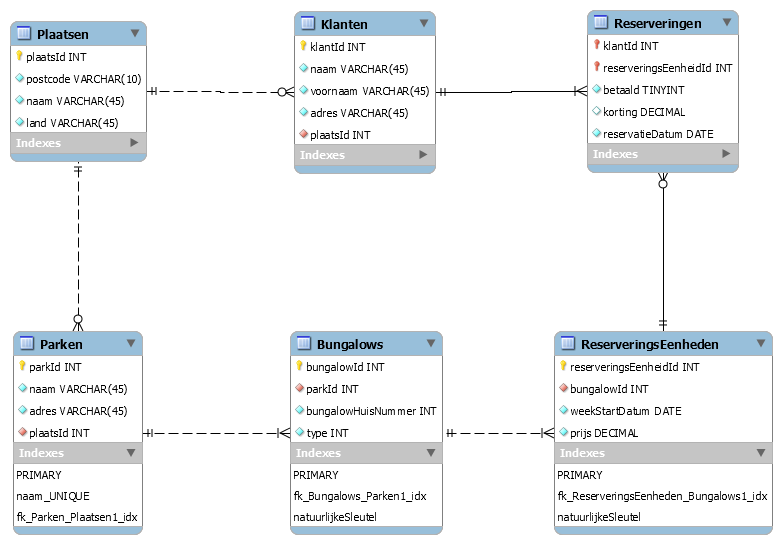 Plaatsen
plaatsId INT
postcode VARCHAR(10)
naam VARCHAR(45)
land VARCHAR(45)
Indexes
Klanten
klantId INT
naam VARCHAR(45)
voornaam VARCHAR(45)
adres VARCHAR(45)
plaatsId INT
Indexes
Reserveringen
klantId INT
reserveringsEenheidId INT
betaald TINYINT
korting DECIMAL
reservatieDatum DATE
Indexes
Parken
parkId INT
naam VARCHAR(45)
adres VARCHAR(45)
plaatsId INT
Indexes
PRIMARY
naam_UNIQUE
fk_Parken_Plaatsen1_idx
Bungalows
bungalowId INT
parkId INT
bungalowHuisNummer INT
type INT
Indexes
PRIMARY
fk_Bungalows_Parken1_idx
natuurlijkeSleutel
ReserveringsEenheden
reserveringsEenheidId INT
bungalowId INT
weekStartDatum DATE
prijs DECIMAL
Indexes
PRIMARY
fk_ReserveringsEenheden_Bungalows1_idx
natuurlijkeSleutel